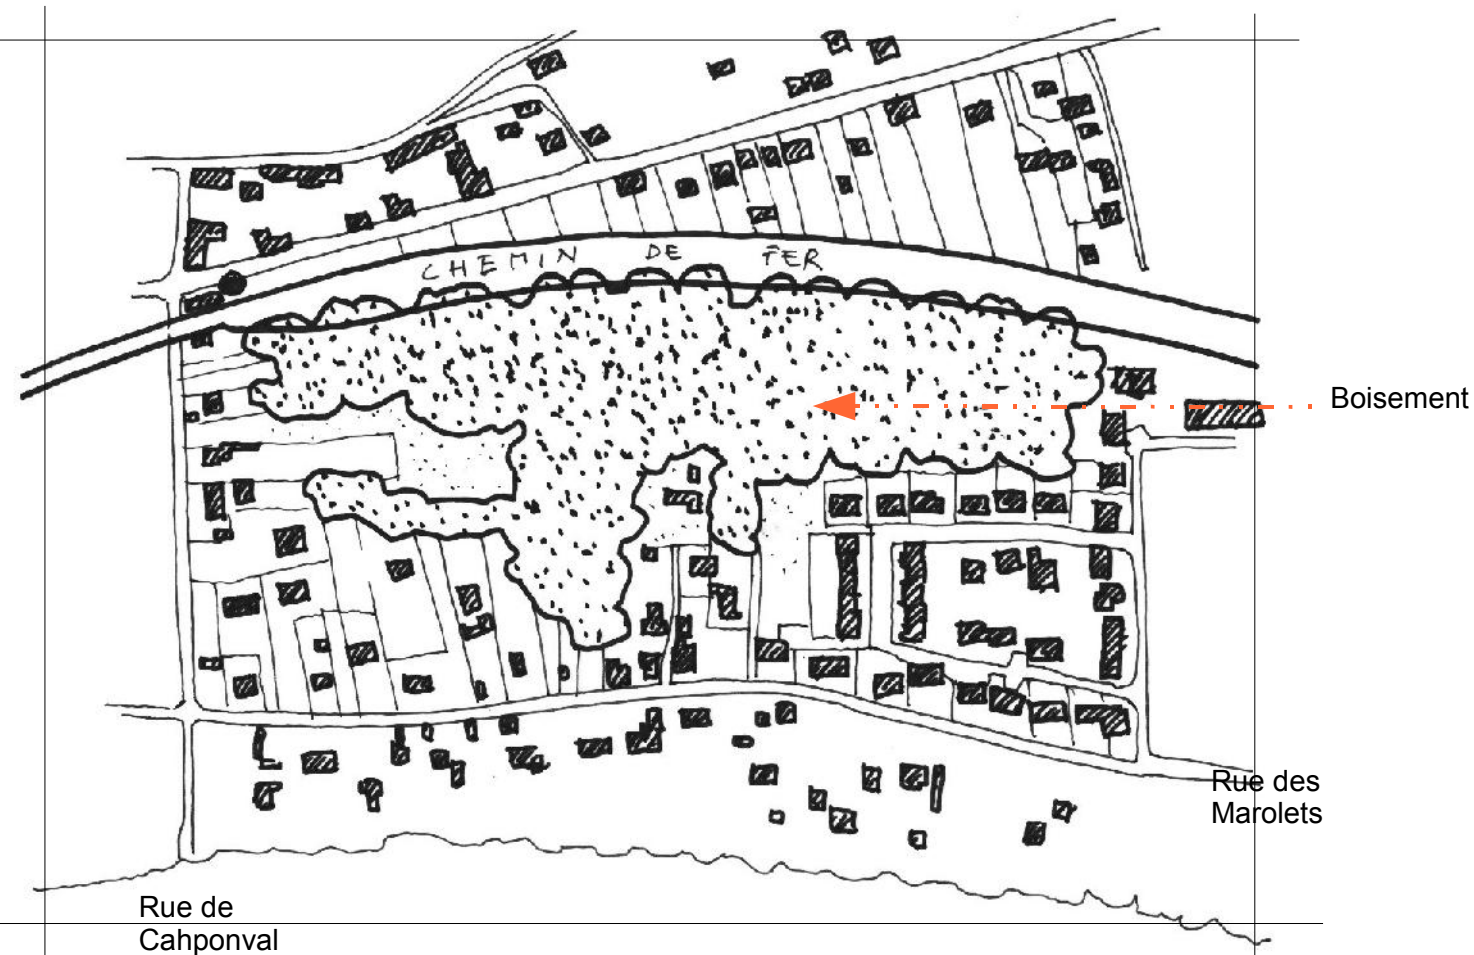 CHEMIN DE FER
Boisement
Rue des
Marolets
Rue de
Cahponval